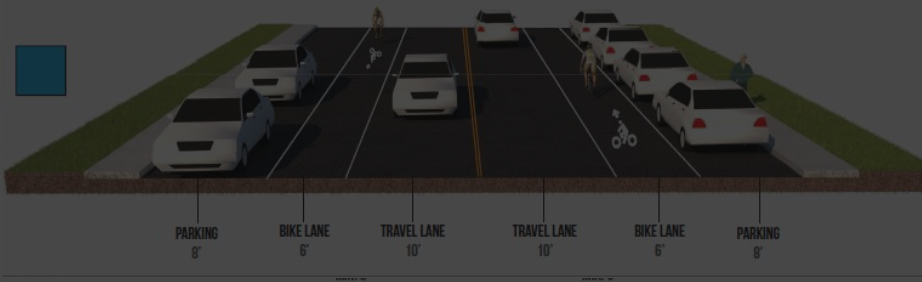 PARKING BIKE LANE TRAVEL LANE TRAVEL LANE BIKE LANE PARKING
8' 6' 10' 10' 6' 8'